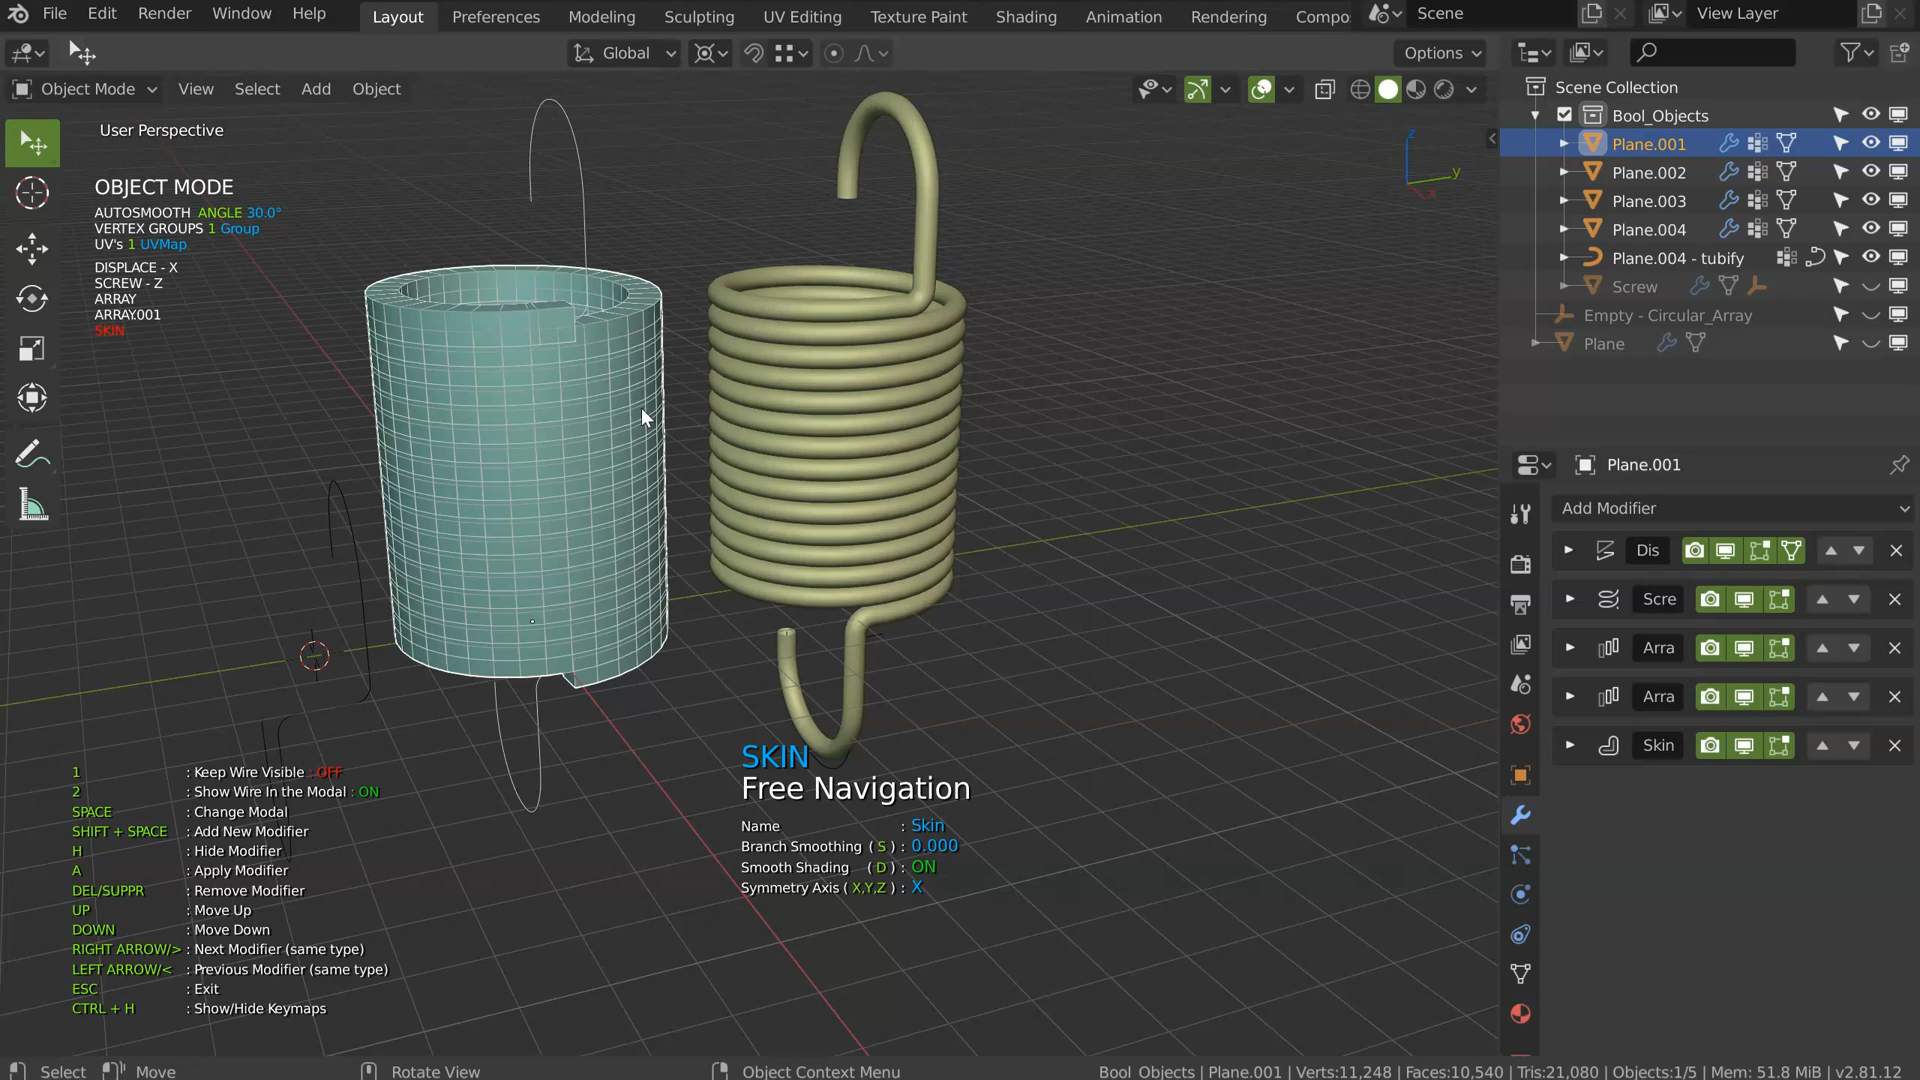 File Edit Render Window Help Layout Preferences Modeling Sculpting UV Editing Texture Paint Shading Animation Rendering Compo Scene View Layer
Global Options
Object Mode View Select Add Object
User Perspective
OBJECT MODE
AUTOSMOOTH ANGLE 30.0°
VERTEX GROUPS 1 Group
UV's 1 UVMap
DISPLACE - X
SCREW - Z
ARRAY
ARRAY.001
SKIN
z
y
x
1 : Keep Wire Visible : OFF
2 : Show Wire In the Modal : ON
SPACE : Change Modal
SHIFT + SPACE : Add New Modifier
H : Hide Modifier
A : Apply Modifier
DEL/SUPPR : Remove Modifier
UP : Move Up
DOWN : Move Down
RIGHT ARROW/> : Next Modifier (same type)
LEFT ARROW/< : Previous Modifier (same type)
ESC : Exit
CTRL + H : Show/Hide Keymaps
SKIN
Free Navigation
Name : Skin
Branch Smoothing ( S ) : 0.000
Smooth Shading ( D ) : ON
Symmetry Axis ( X,Y,Z ) : X
Scene Collection
Bool_Objects
Plane.001
Plane.002
Plane.003
Plane.004
Plane.004 - tubify
Screw
Empty - Circular_Array
Plane
Plane.001
Add Modifier
Dis
Scre
Arra
Arra
Skin
Select Move Rotate View Object Context Menu Bool_Objects | Plane.001 | Verts:11,248 | Faces:10,540 | Tris:21,080 | Objects:1/5 | Mem: 51.8 MiB | v2.81.12